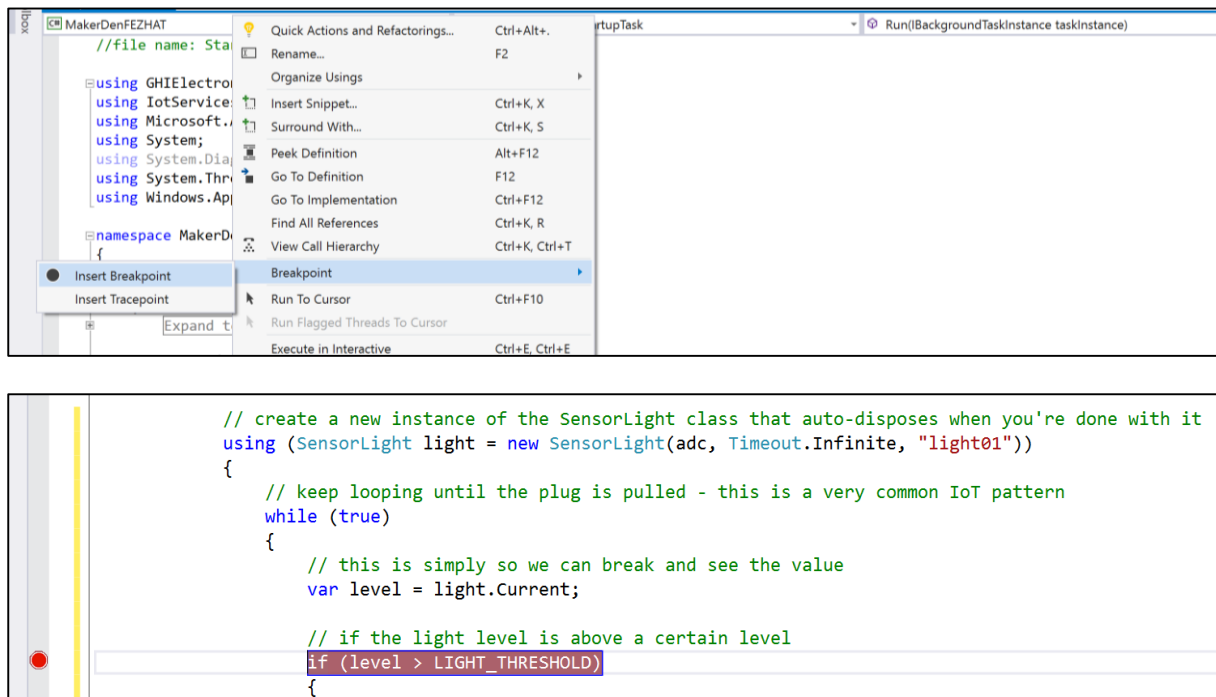 MakerDenFEZHAT
rtupTask
Run(IBackgroundTaskInstance taskInstance)
lbox
//file name: Sta
using GHIElectro
using IotService
using Microsoft.
using System;
using System.Dia
using System.Thr
using Windows.Ap
namespace MakerD
{
Expand t
Quick Actions and Refactorings... Ctrl+Alt+.
Rename... F2
Organize Usings
Insert Snippet... Ctrl+K, X
Surround With... Ctrl+K, S
Peek Definition Alt+F12
Go To Definition F12
Go To Implementation Ctrl+F12
Find All References Ctrl+K, R
View Call Hierarchy Ctrl+K, Ctrl+T
Breakpoint
Insert Breakpoint
Insert Tracepoint
Run To Cursor Ctrl+F10
Run Flagged Threads To Cursor
Execute in Interactive Ctrl+E, Ctrl+E
// create a new instance of the SensorLight class that auto-disposes when you're done with it
using (SensorLight light = new SensorLight(adc, Timeout.Infinite, "light01"))
{
// keep looping until the plug is pulled - this is a very common IoT pattern
while (true)
{
// this is simply so we can break and see the value
var level = light.Current;
// if the light level is above a certain level
if (level > LIGHT_THRESHOLD)
{